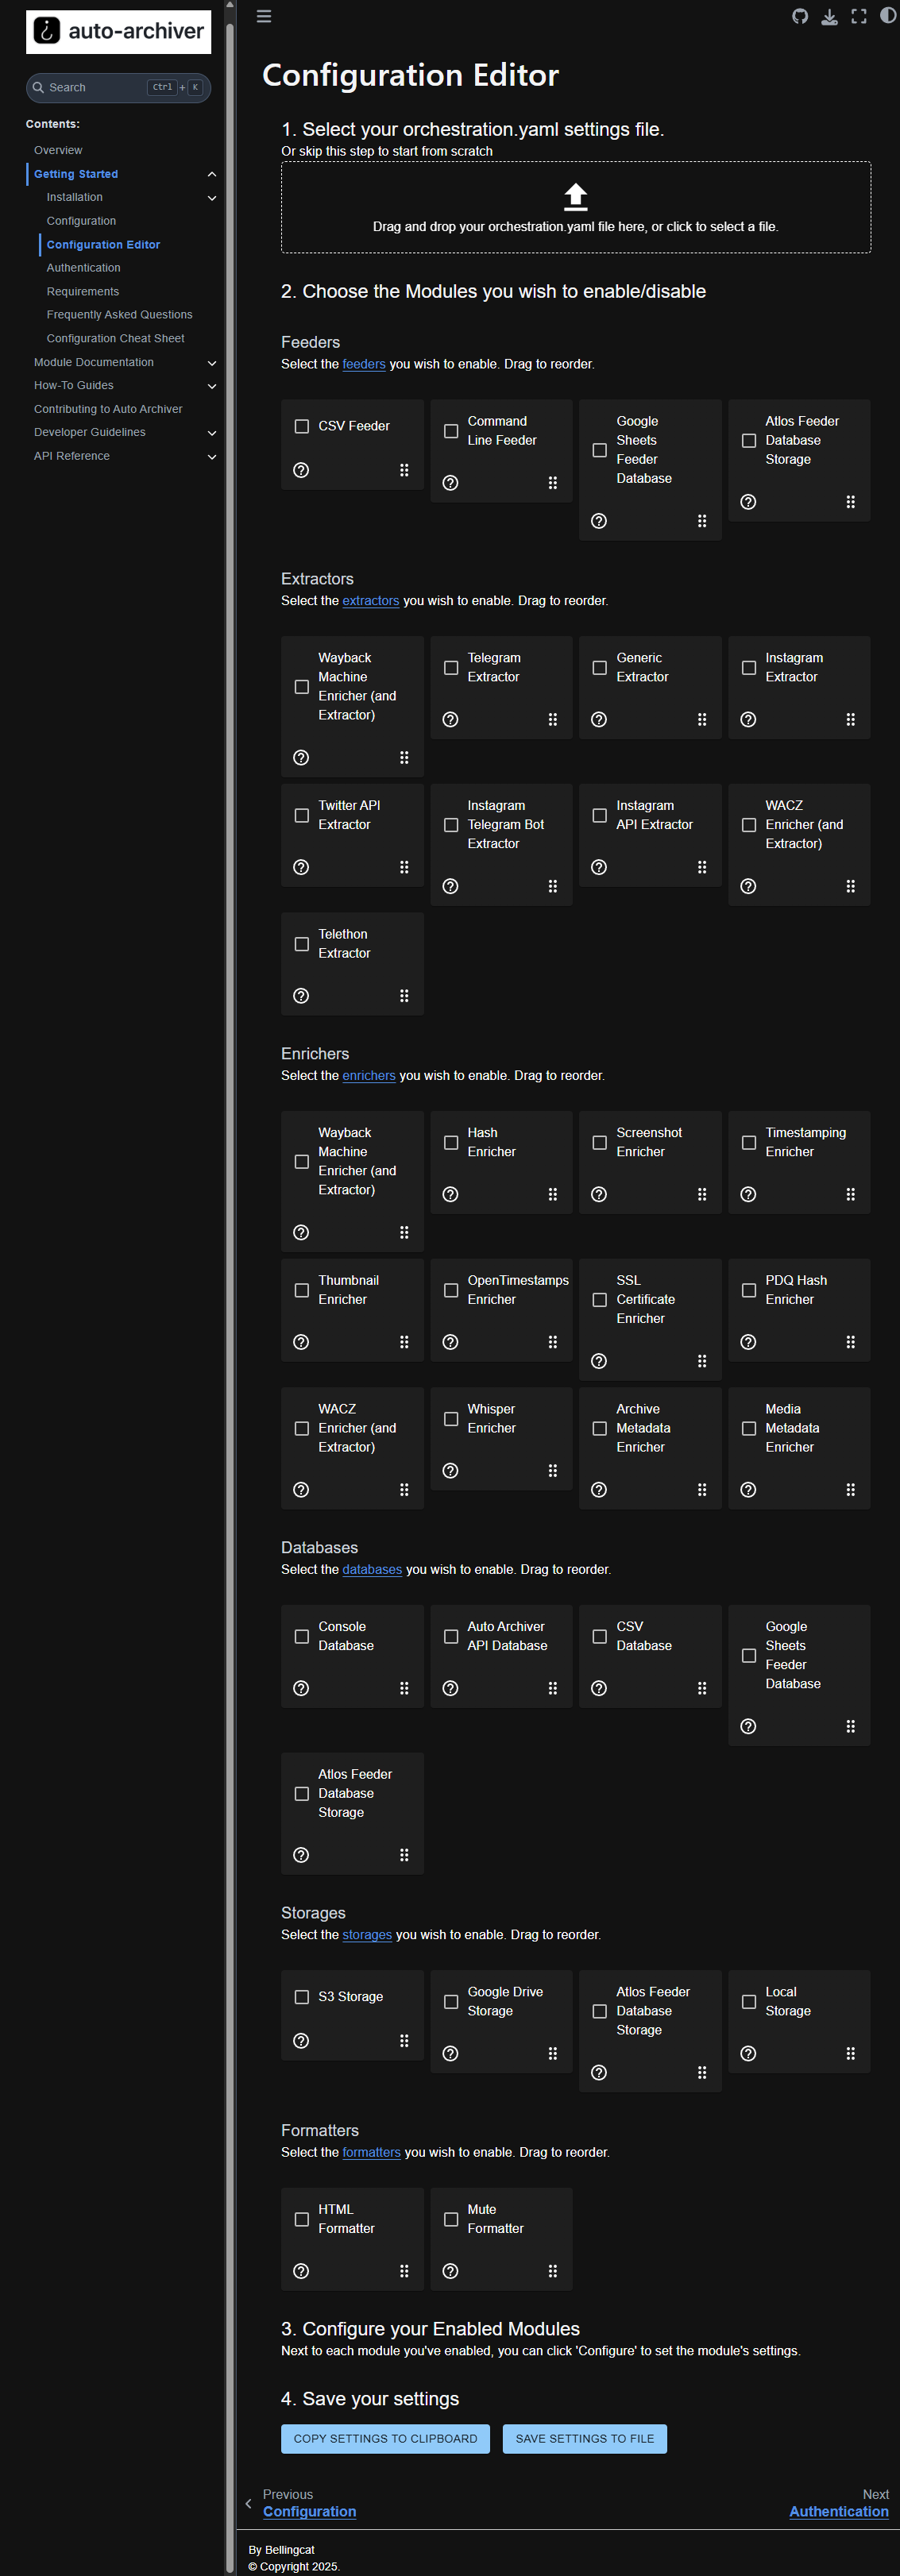 auto-archiver
Search Ctrl + K
Contents:
Overview
Getting Started
Installation
Configuration
Configuration Editor
Authentication
Requirements
Frequently Asked Questions
Configuration Cheat Sheet
Module Documentation
How-To Guides
Contributing to Auto Archiver
Developer Guidelines
API Reference
Configuration Editor
1. Select your orchestration.yaml settings file.
Or skip this step to start from scratch
Drag and drop your orchestration.yaml file here, or click to select a file.
2. Choose the Modules you wish to enable/disable
Feeders
Select the feeders you wish to enable. Drag to reorder.
CSV Feeder
Command
Line Feeder
Google
Sheets
Feeder
Database
Atlos Feeder
Database
Storage
Extractors
Select the extractors you wish to enable. Drag to reorder.
Wayback
Machine
Enricher (and
Extractor)
Telegram
Extractor
Generic
Extractor
Instagram
Extractor
Twitter API
Extractor
Instagram
Telegram Bot
Extractor
Instagram
API Extractor
WACZ
Enricher (and
Extractor)
Telethon
Extractor
Enrichers
Select the enrichers you wish to enable. Drag to reorder.
Wayback
Machine
Enricher (and
Extractor)
Hash
Enricher
Screenshot
Enricher
Timestamping
Enricher
Thumbnail
Enricher
OpenTimestamps
Enricher
SSL
Certificate
Enricher
PDQ Hash
Enricher
WACZ
Enricher (and
Extractor)
Whisper
Enricher
Archive
Metadata
Enricher
Media
Metadata
Enricher
Databases
Select the databases you wish to enable. Drag to reorder.
Console
Database
Auto Archiver
API Database
CSV
Database
Google
Sheets
Feeder
Database
Atlos Feeder
Database
Storage
Storages
Select the storages you wish to enable. Drag to reorder.
S3 Storage
Google Drive
Storage
Atlos Feeder
Database
Storage
Local
Storage
Formatters
Select the formatters you wish to enable. Drag to reorder.
HTML
Formatter
Mute
Formatter
3. Configure your Enabled Modules
Next to each module you've enabled, you can click 'Configure' to set the module's settings.
4. Save your settings
COPY SETTINGS TO CLIPBOARD
SAVE SETTINGS TO FILE
Previous
Configuration
Next
Authentication
By Bellingcat
© Copyright 2025.